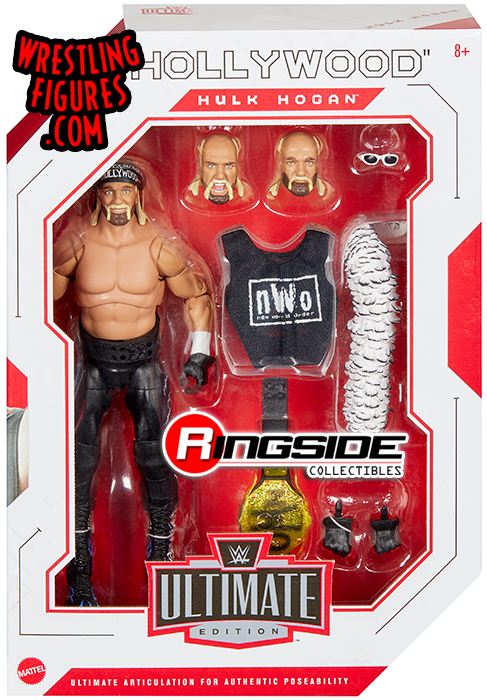 WRESTLING
FIGURES
.COM
"HOLLYWOOD"
8+
HULK HOGAN
HOLLYWOOD
nWo
new world order
RINGSIDE
COLLECTIBLES
W
ULTIMATE
EDITION
MATTEL
ULTIMATE ARTICULATION FOR AUTHENTIC POSEABILITY